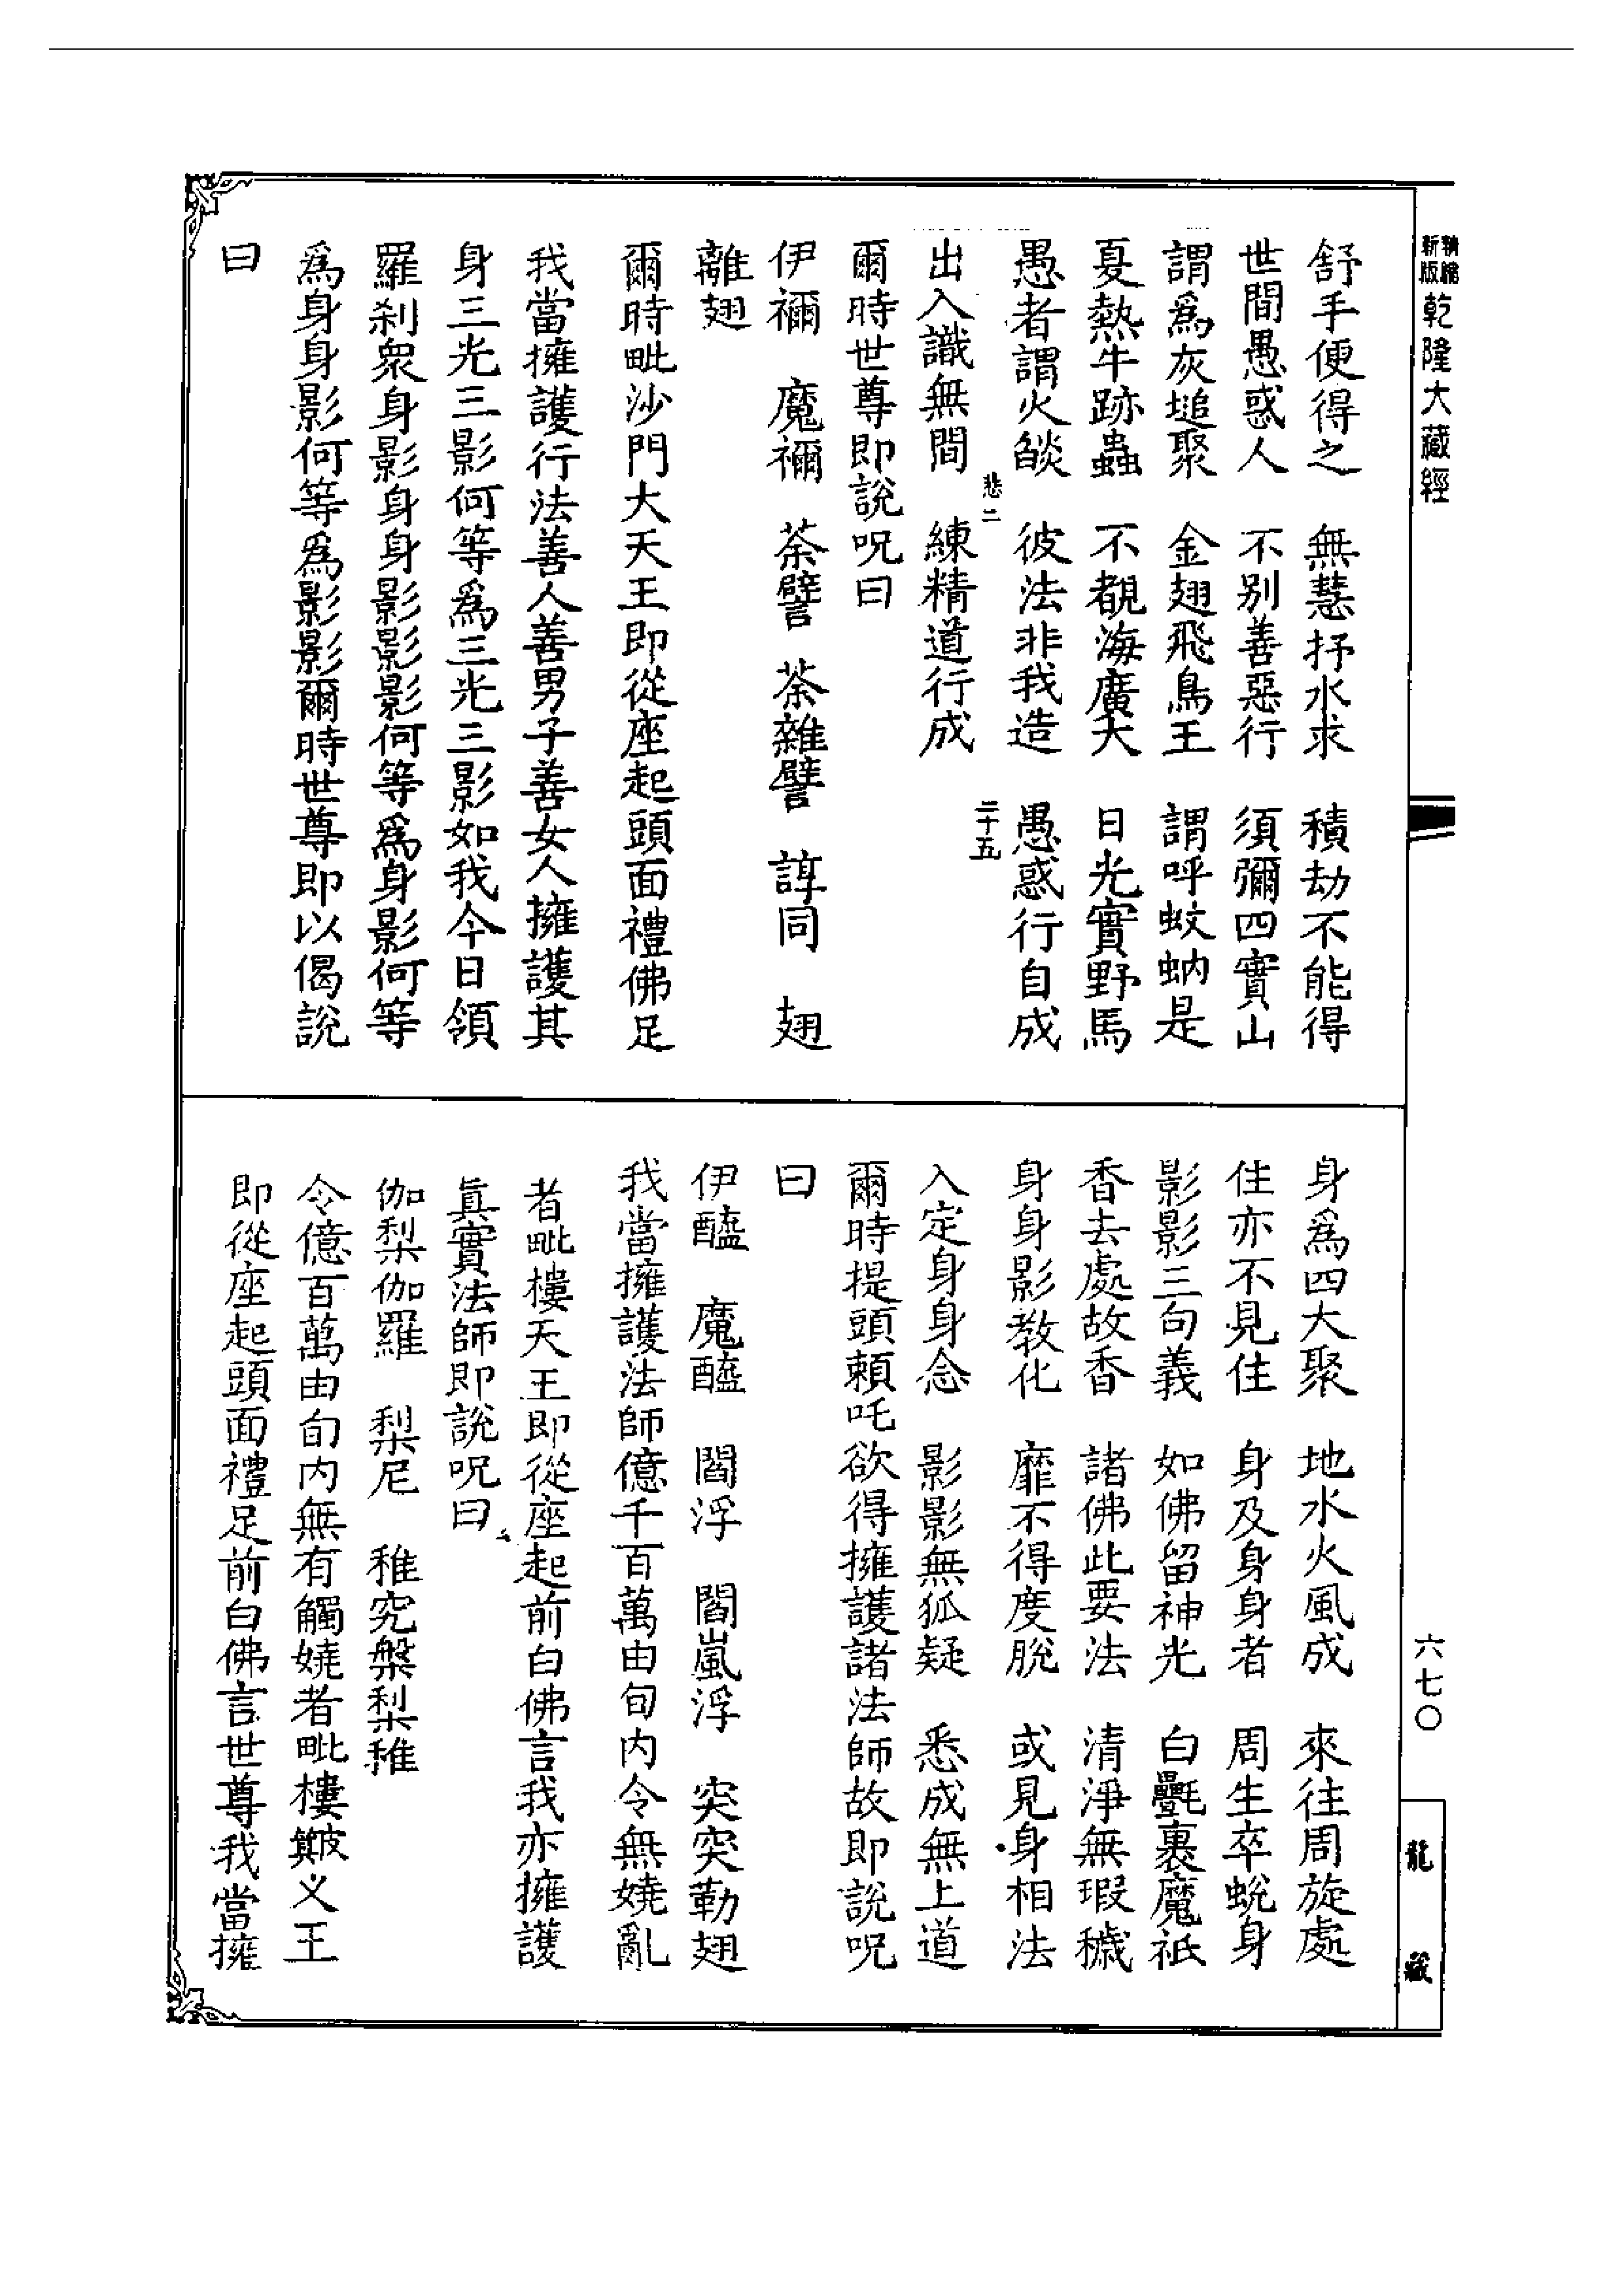 新版
精縮
乾隆大藏經
舒手便得之　無慧抒水求　積劫不能得
世間愚惑人　不別善惡行　須彌四寶山
謂爲灰塠聚　金翅飛鳥王　謂呼蚊蚋是
夏熱牛跡蟲　不覩海廣大　日光實野馬
愚者謂火燄　彼法非我造　愚惑行自成
悲二　二十五
出入識無間　練精道行成
爾時世尊即說呪曰
伊禰　魔禰　荼譬　荼雜譬　諄同　翅
離翅
爾時毗沙門大天王即從座起頭面禮佛足
我當擁護行法善人善男子善女人擁護其
身三光三影何等爲三光三影如我今日領
羅刹衆身影身身影影影何等爲身影何等
爲身身影何等爲影影爾時世尊即以偈說
曰
身爲四大聚　地水火風成　來往周旋處
住亦不見住　身及身身者　周生卒蛻身
影影三句義　如佛留神光　白㲲裹魔祇
香去處故香　諸佛此要法　清淨無瑕穢
身身影教化　靡不得度脫　或見身相法
入定身身念　影影無狐疑　悉成無上道
爾時提頭賴吒欲得擁護諸法師故即說呪
曰
伊醯　魔醯　閻浮　閻嵐浮　突突勒翅
我當擁護法師億千百萬由旬內令無嬈亂
者毗樓天王即從座起前白佛言我亦擁護
眞實法師即說呪曰
伽梨伽羅　梨尼　稚究槃梨稚
令億百萬由旬內無有觸嬈者毗樓簸义王
即從座起頭面禮足前白佛言世尊我當擁
六七〇
龍藏